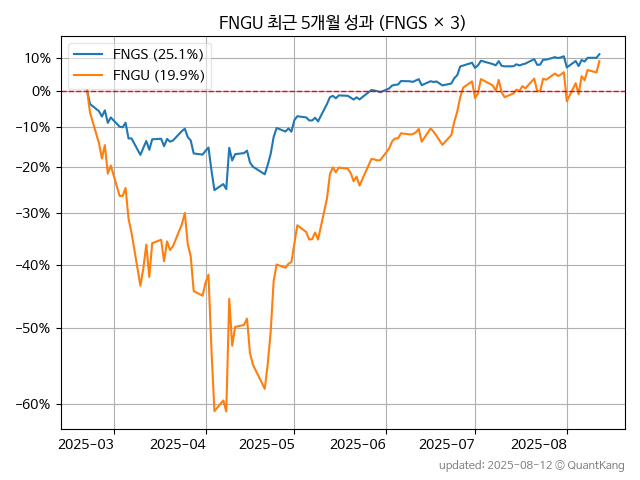 FNGU 최근 5개월 성과 (FNGS × 3)
FNGS (25.1%)
FNGU (19.9%)
10%
0%
−10%
−20%
−30%
−40%
−50%
−60%
2025-03 2025-04 2025-05 2025-06 2025-07 2025-08
updated: 2025-08-12 © QuantKang